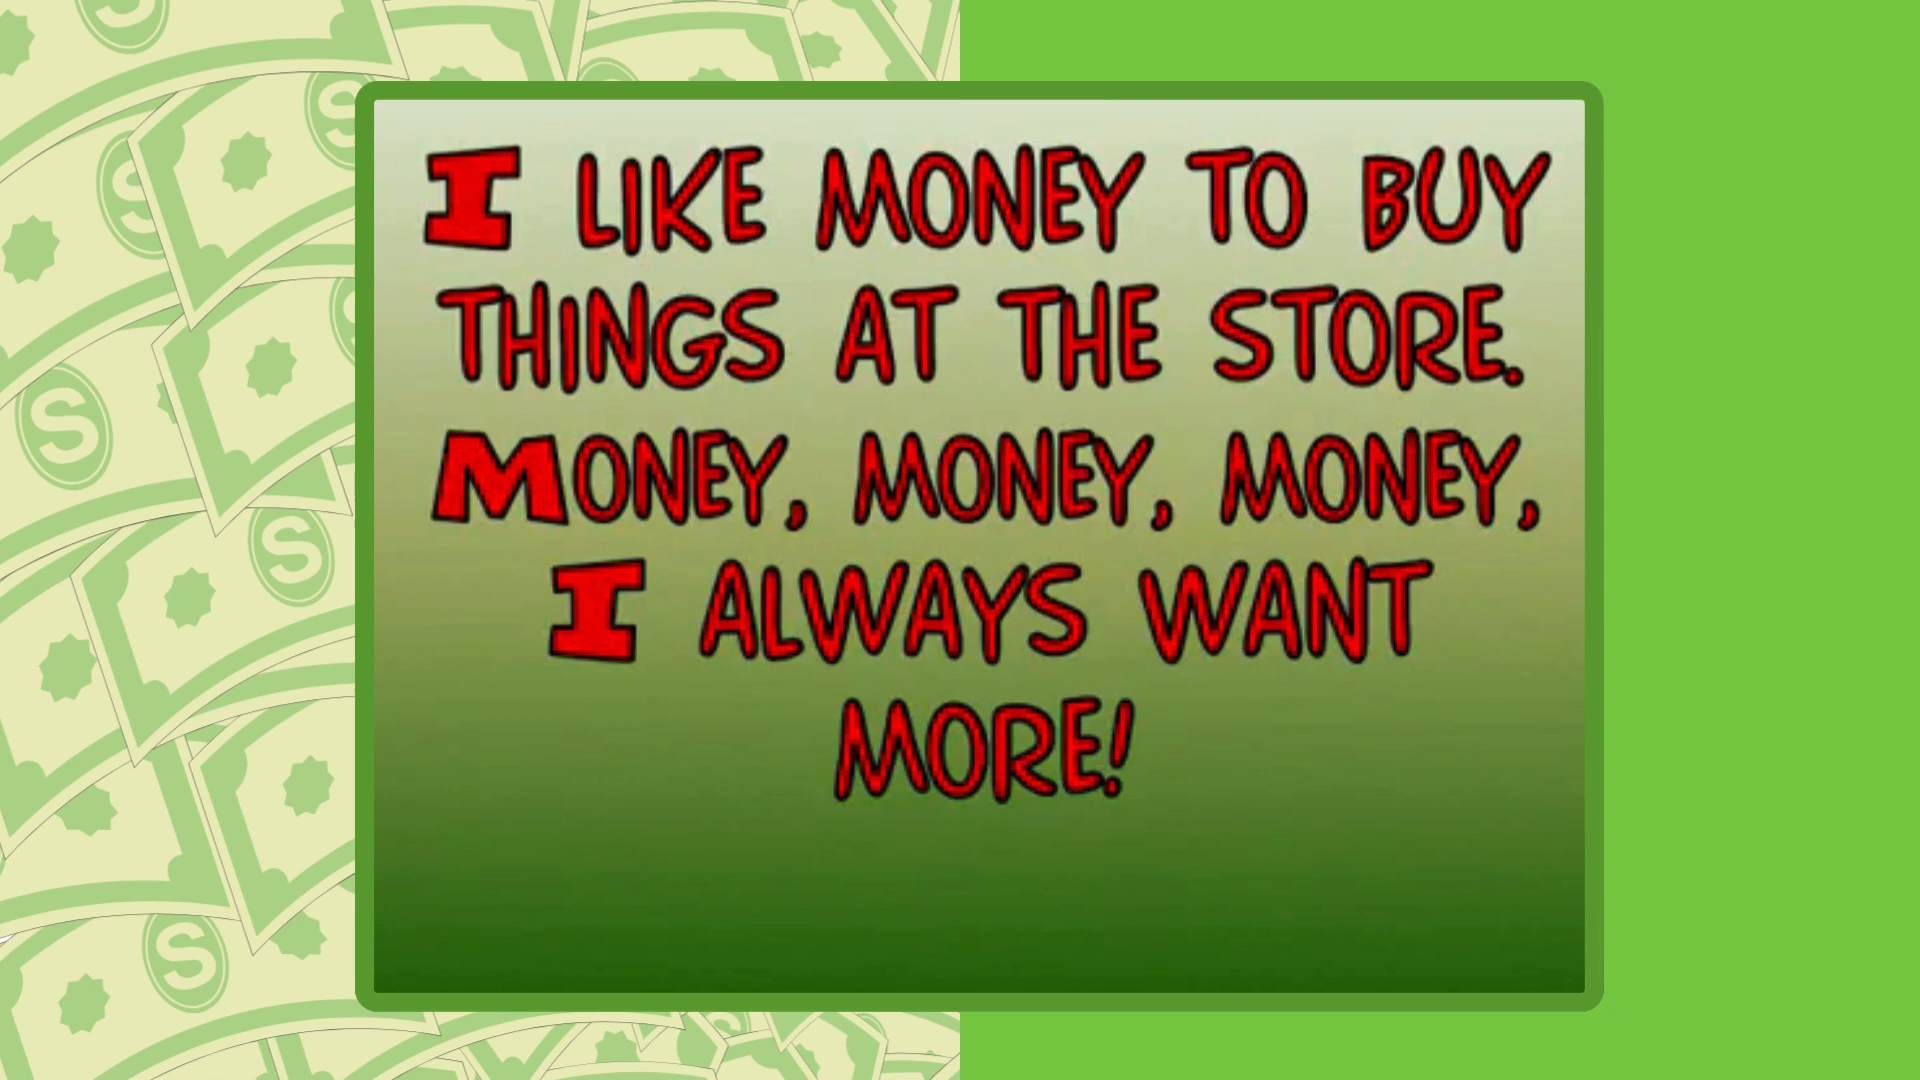 I LIKE MONEY TO BUY
THINGS AT THE STORE.
MONEY, MONEY, MONEY,
I ALWAYS WANT
MORE!